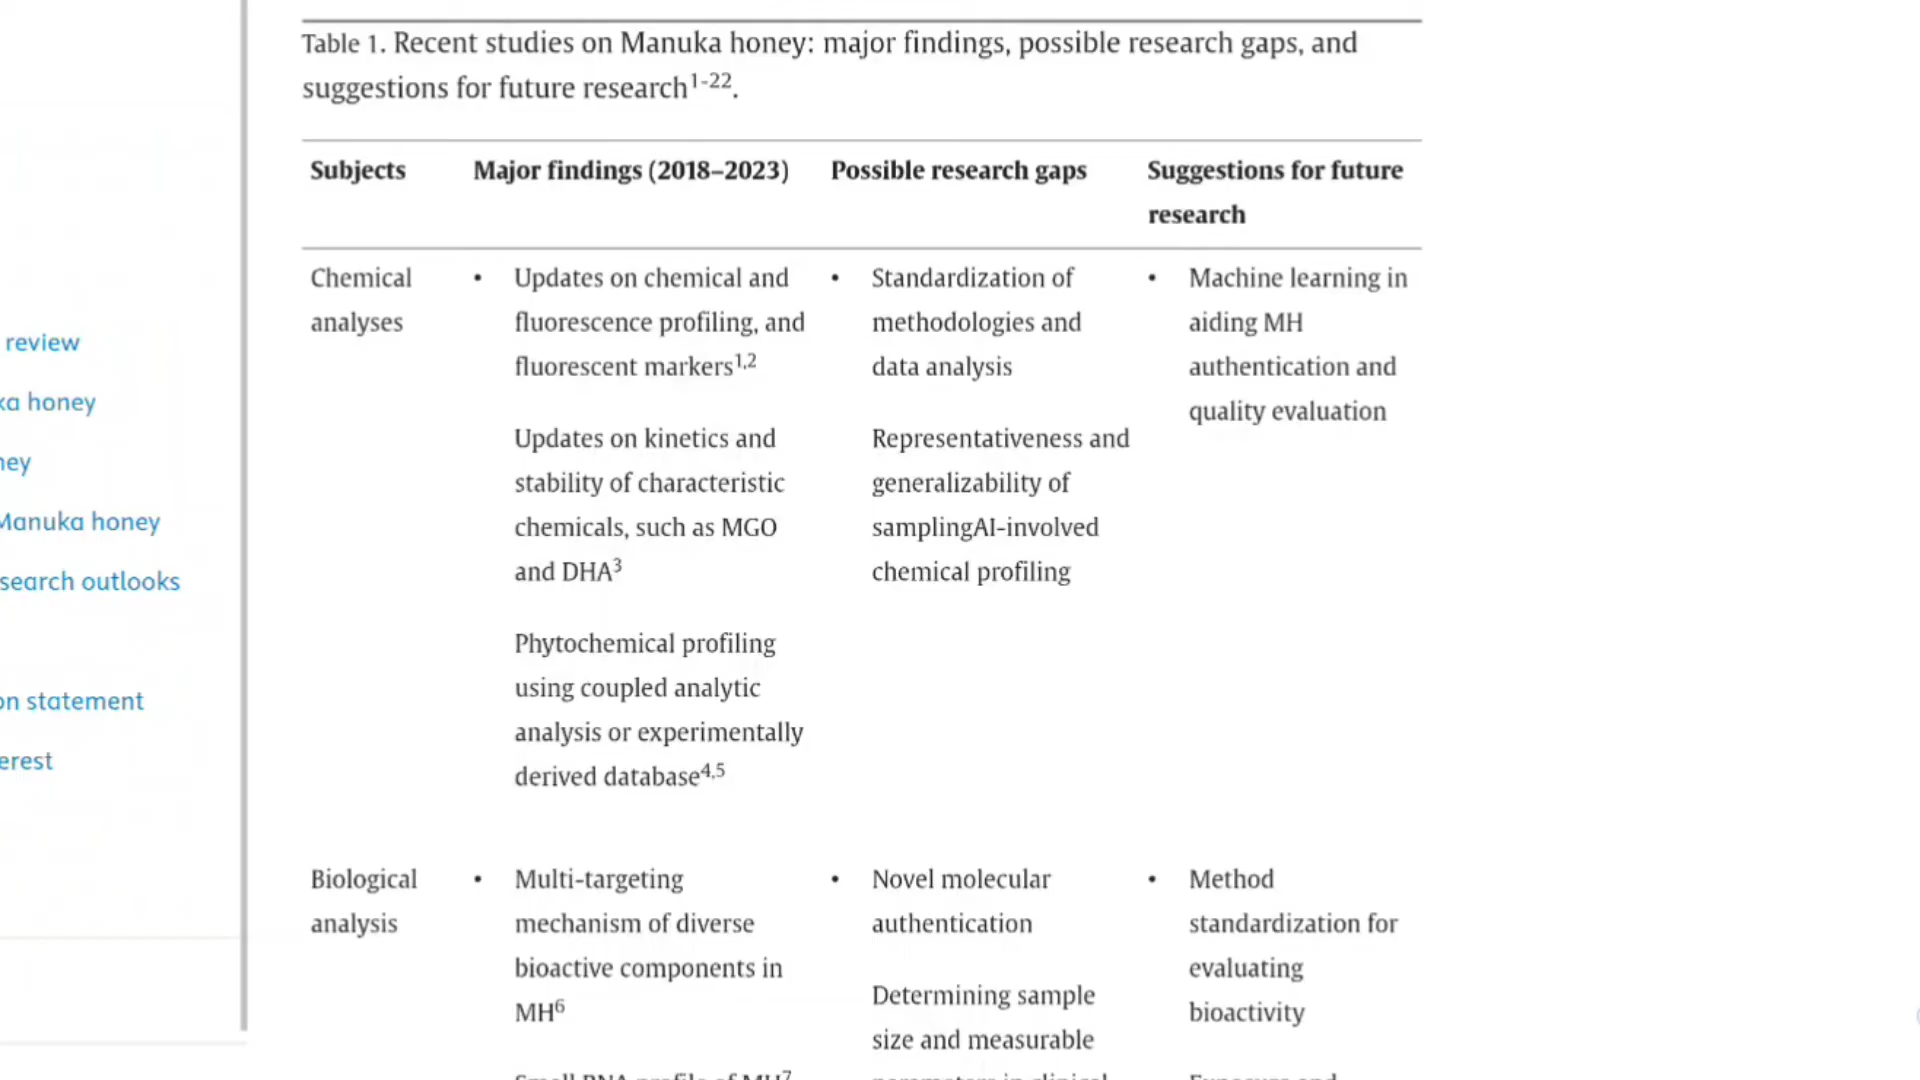 Table 1. Recent studies on Manuka honey: major findings, possible research gaps, and
suggestions for future research1-22.
Subjects
Major findings (2018–2023)
Possible research gaps
Suggestions for future
research
Chemical
analyses
• Updates on chemical and
fluorescence profiling, and
fluorescent markers1,2
Updates on kinetics and
stability of characteristic
chemicals, such as MGO
and DHA3
Phytochemical profiling
using coupled analytic
analysis or experimentally
derived database4,5
• Standardization of
methodologies and
data analysis
Representativeness and
generalizability of
samplingAI-involved
chemical profiling
• Machine learning in
aiding MH
authentication and
quality evaluation
Biological
analysis
• Multi-targeting
mechanism of diverse
bioactive components in
MH6
• Novel molecular
authentication
Determining sample
size and measurable
• Method
standardization for
evaluating
bioactivity
review
honey
Manuka honey
outlooks
statement